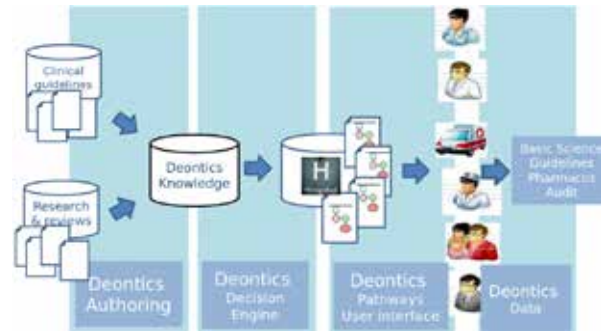 Clinical
guidelines
Research
& reviews
Deontics
Knowledge
H
Basic Science
Guidelines
Pharmacos
Audit
Deontics
Authoring
Deontics
Decision
Engine
Deontics
Pathways
User interface
Deontics
Data